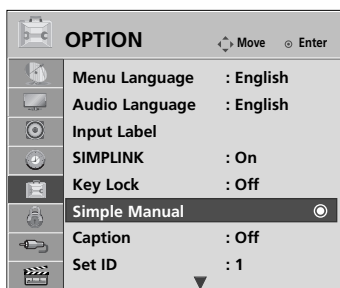 OPTION Move Enter
Menu Language : English
Audio Language : English
Input Label
SIMPLINK : On
Key Lock : Off
Simple Manual
Caption : Off
Set ID : 1